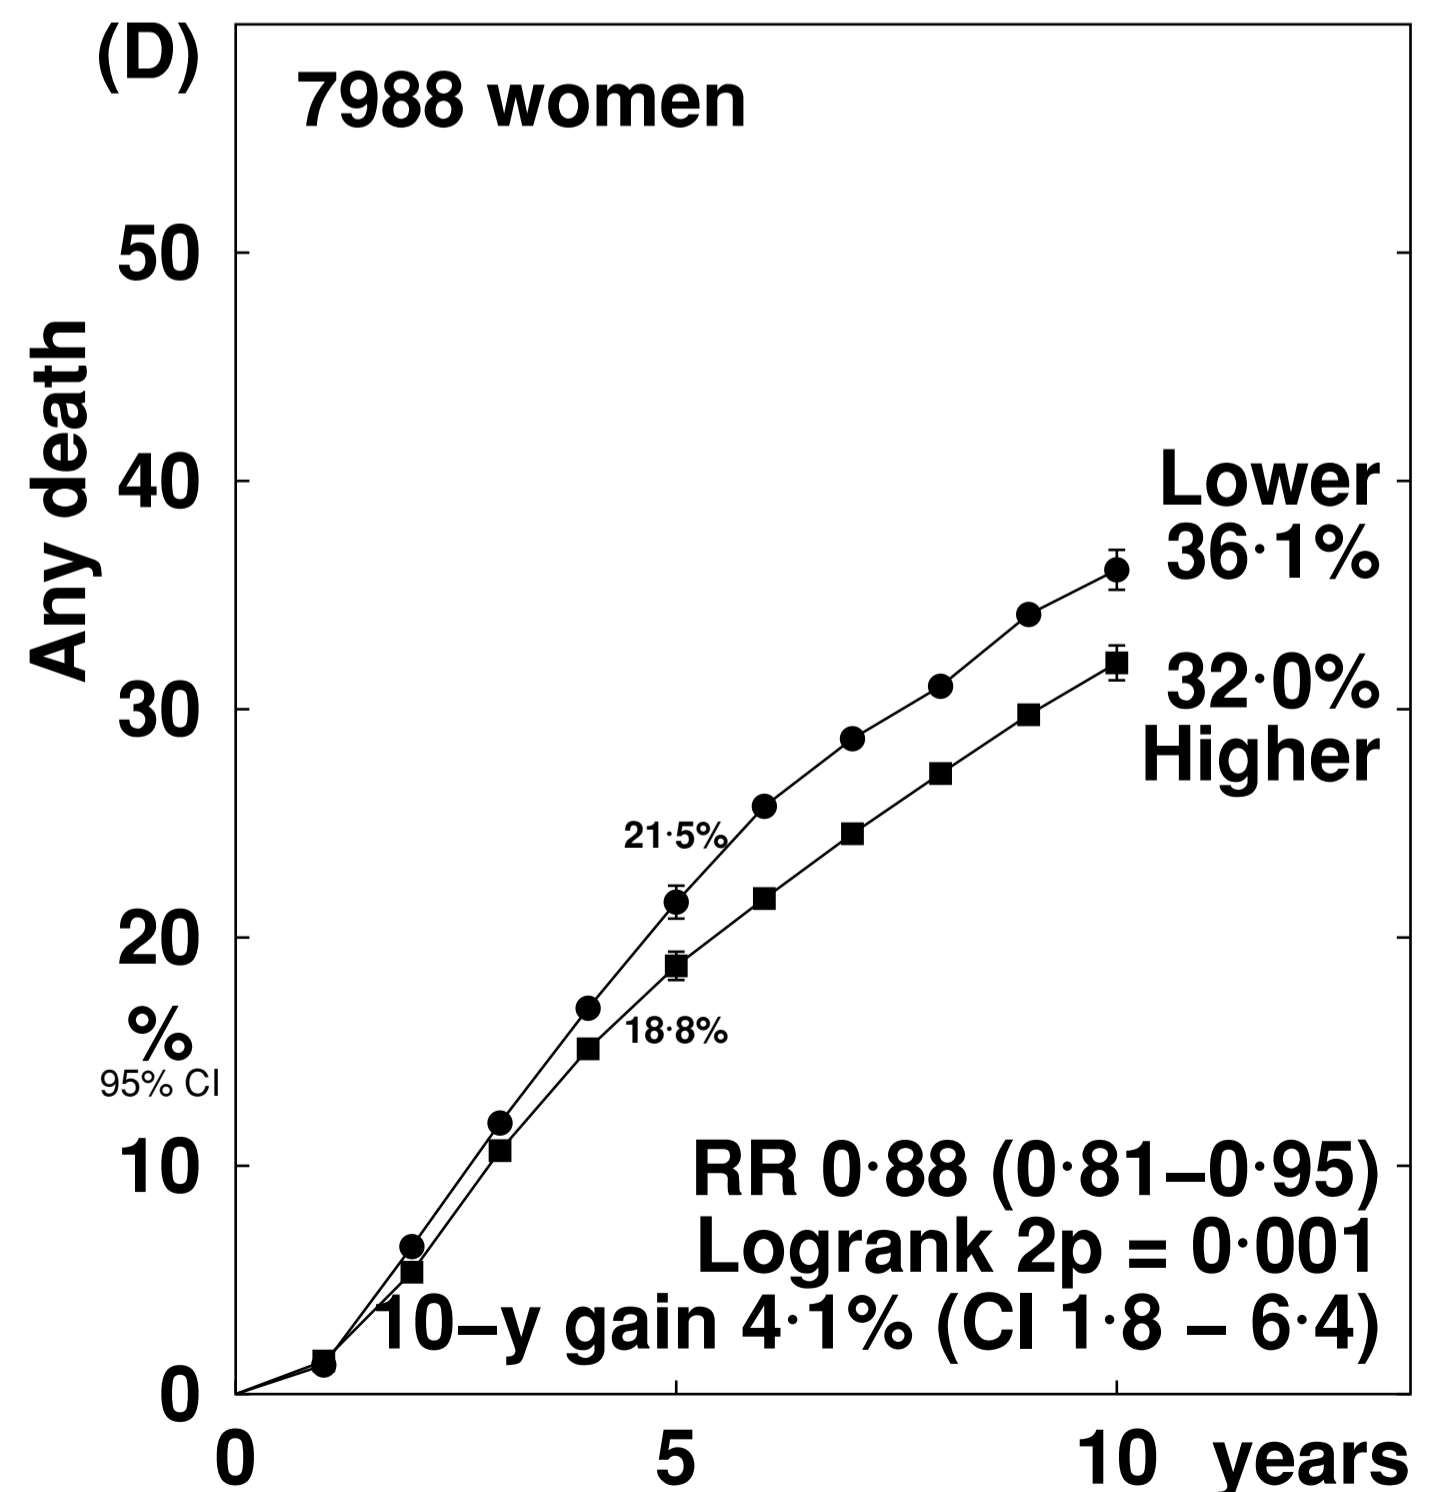 (D)
7988 women
Any death
50
40
30
20
%
95% CI
10
0
Lower
36·1%
32·0%
Higher
21·5%
18·8%
RR 0·88 (0·81–0·95)
Logrank 2p = 0·001
10–y gain 4·1% (CI 1·8 – 6·4)
0 5 10 years